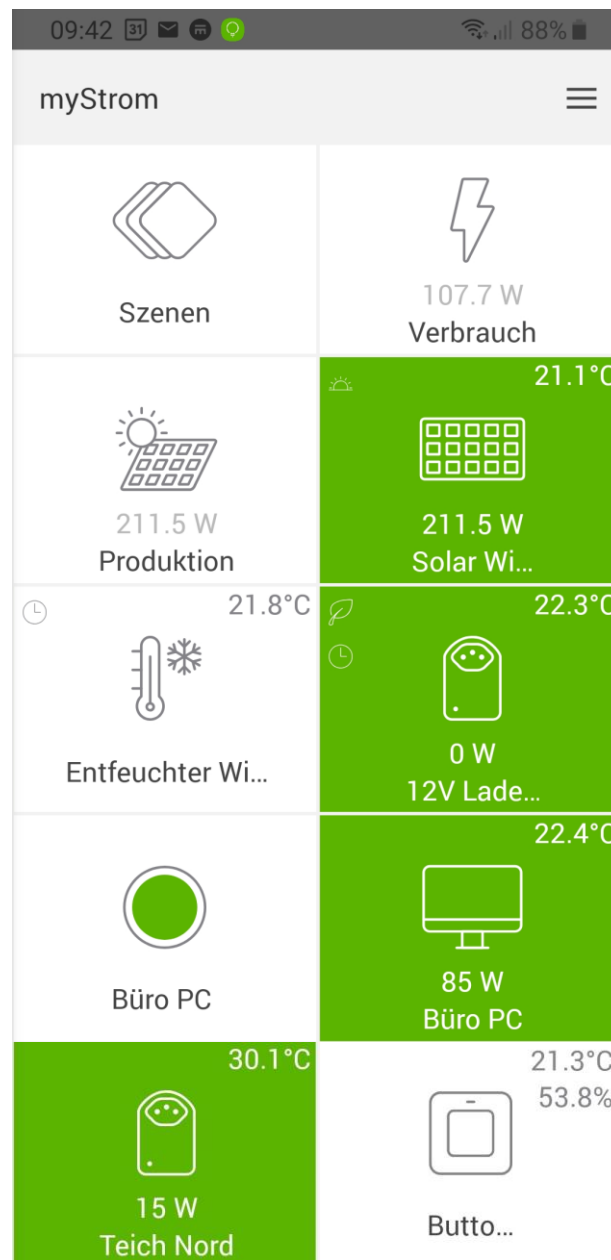 09:42 31 88%
myStrom
Szenen
107.7 W
Verbrauch
211.5 W
Produktion
21.1°C
211.5 W
Solar Wi...
21.8°C
Entfeuchter Wi...
22.3°C
0 W
12V Lade...
Büro PC
22.4°C
85 W
Büro PC
30.1°C
15 W
Teich Nord
21.3°C
53.8%
Butto...